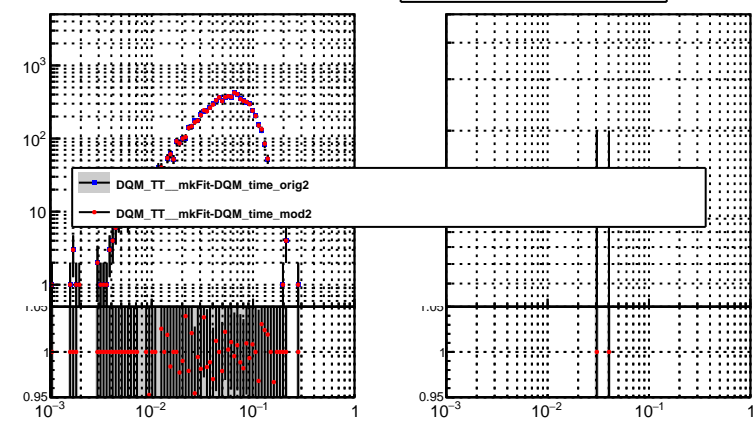 10³
10²
10
1
DQM_TT__mkFit-DQM_time_orig2
DQM_TT__mkFit-DQM_time_mod2
1.05 1.05
1 1
0.95 0.95
10⁻³ 10⁻² 10⁻¹ 1 10⁻³ 10⁻² 10⁻¹ 1